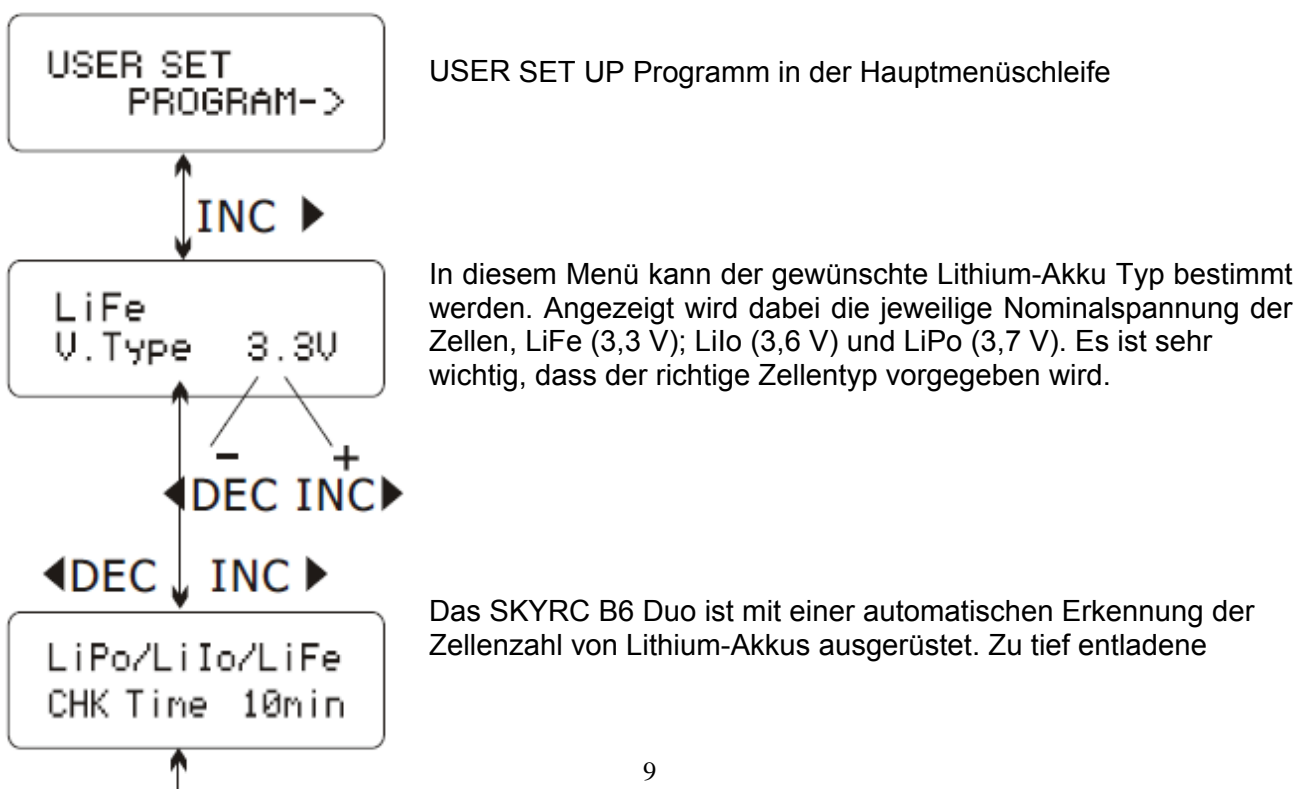 USER SET
PROGRAM->
USER SET UP Programm in der Hauptmenüschleife
INC ▶
LiFe
V.Type 3.3V
In diesem Menü kann der gewünschte Lithium-Akku Typ bestimmt
werden. Angezeigt wird dabei die jeweilige Nominalspannung der
Zellen, LiFe (3,3 V); LiIo (3,6 V) und LiPo (3,7 V). Es ist sehr
wichtig, dass der richtige Zellentyp vorgegeben wird.
- +
◀DEC INC▶
◀DEC INC▶
LiPo/LiIo/LiFe
CHK Time 10min
Das SKYRC B6 Duo ist mit einer automatischen Erkennung der
Zellenzahl von Lithium-Akkus ausgerüstet. Zu tief entladene
9